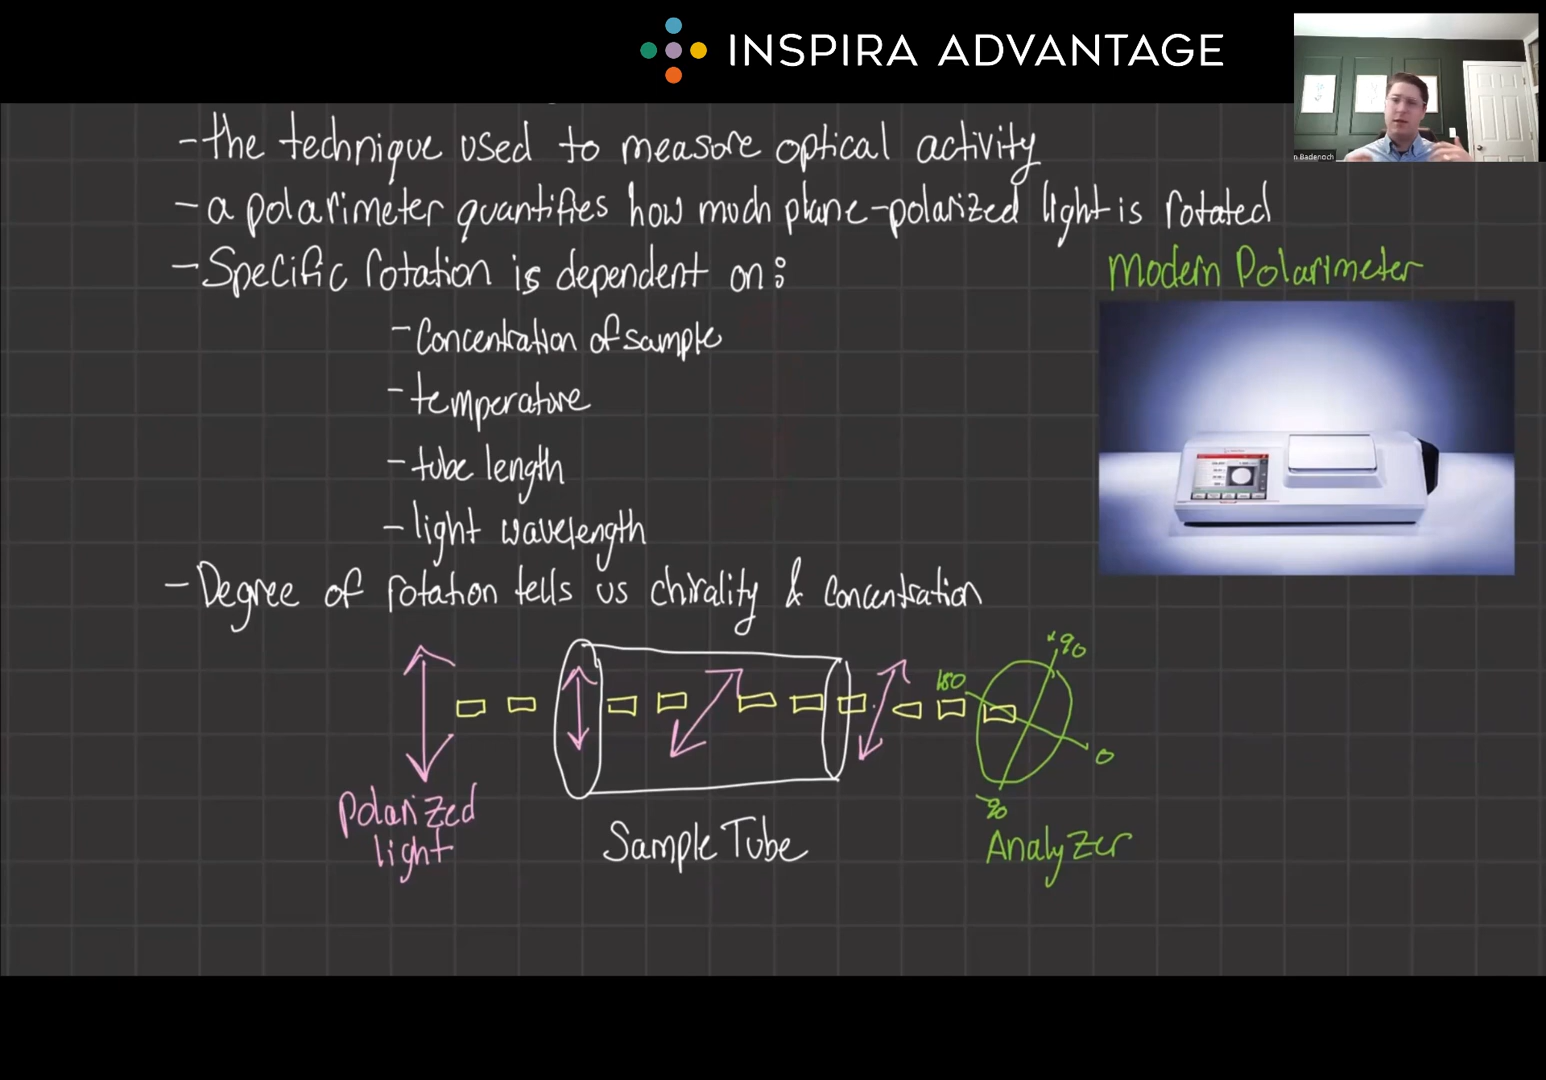 INSPIRA ADVANTAGE
n Badenoch
-the technique used to measure optical activity
-a polarimeter quantifies how much plane-polarized light is rotated
-Specific rotation is dependent on:
Modern Polarimeter
-Concentration of sample
-temperature
-tube length
-light wavelength
-Degree of rotation tells us chirality & Concentration
+90
180
0
-90
Polarized
light
Sample Tube
Analyzer